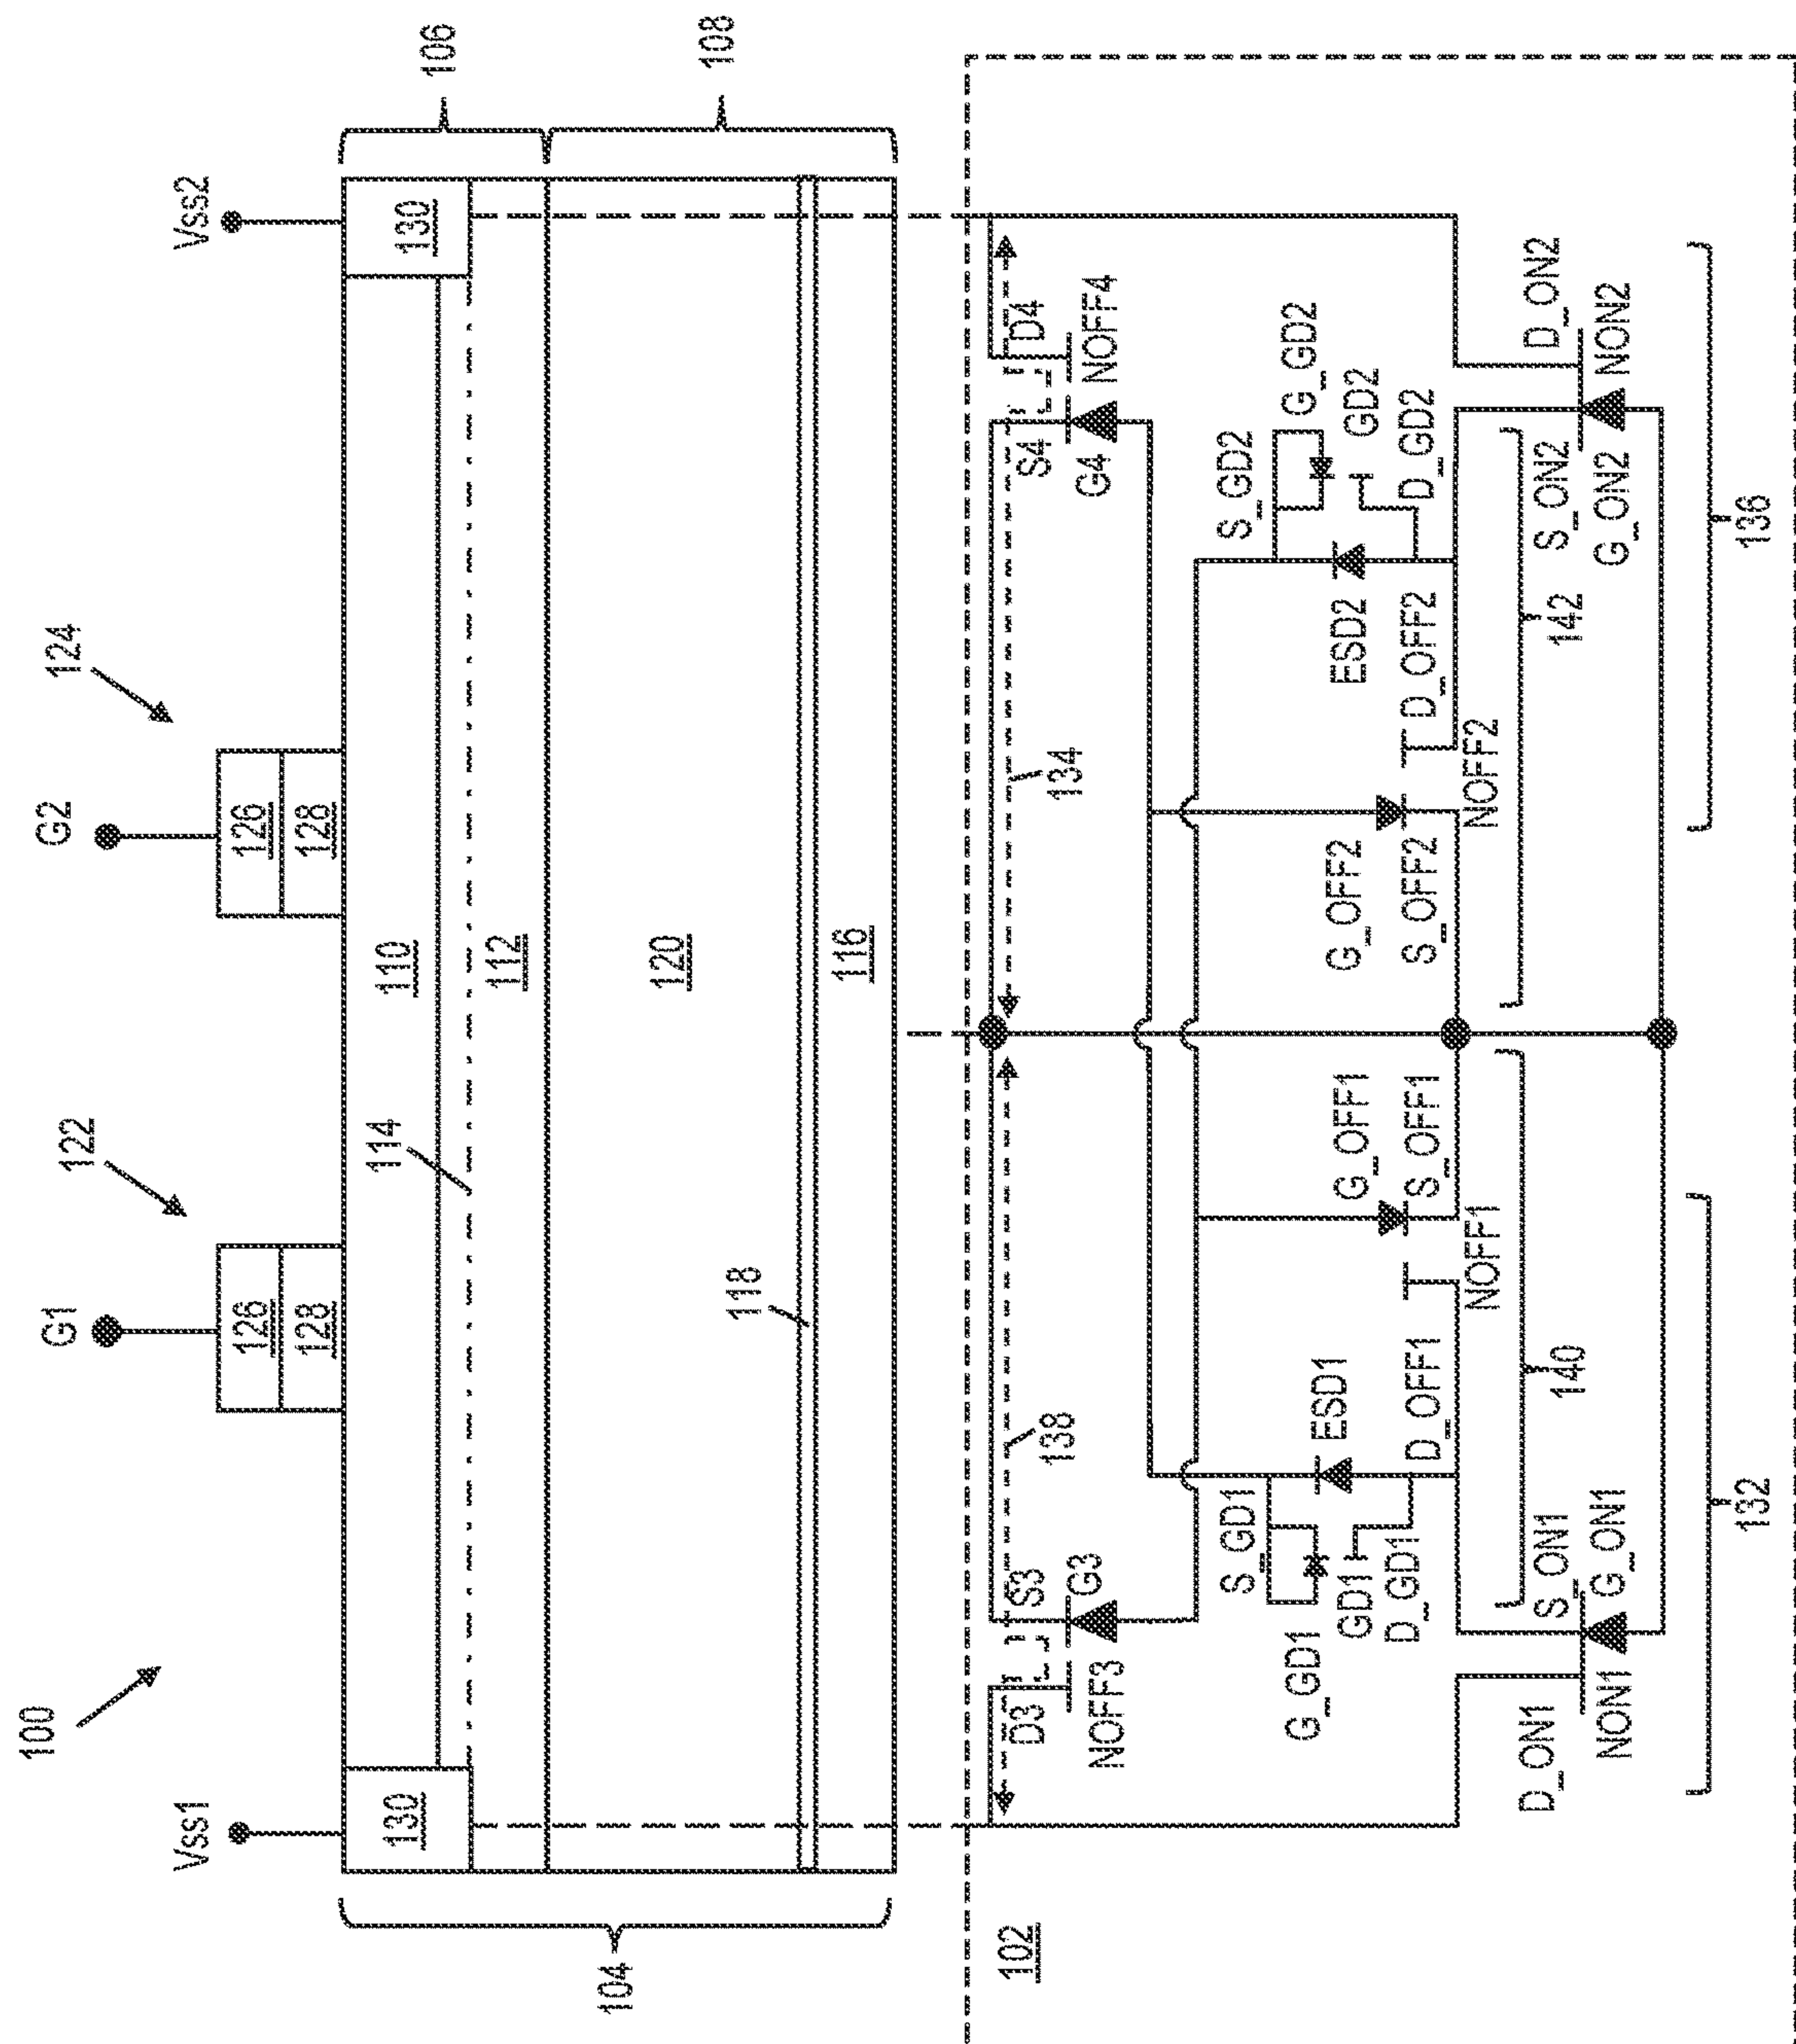 100
122
124
G1
G2
Vss1
Vss2
126
128
126
128
130
130
110
114
112
120
118
116
104
106
108
102
138
134
D3
S3
G3
NOFF3
S4
D4
G4
NOFF4
S_GD1
G_GD1
GD1
D_GD1
ESD1
D_OFF1
G_OFF1
S_OFF1
NOFF1
G_OFF2
S_OFF2
NOFF2
D_OFF2
ESD2
S_GD2
G_GD2
GD2
D_GD2
D_ON1
S_ON1
G_ON1
NON1
D_ON2
S_ON2
G_ON2
NON2
140
142
132
136